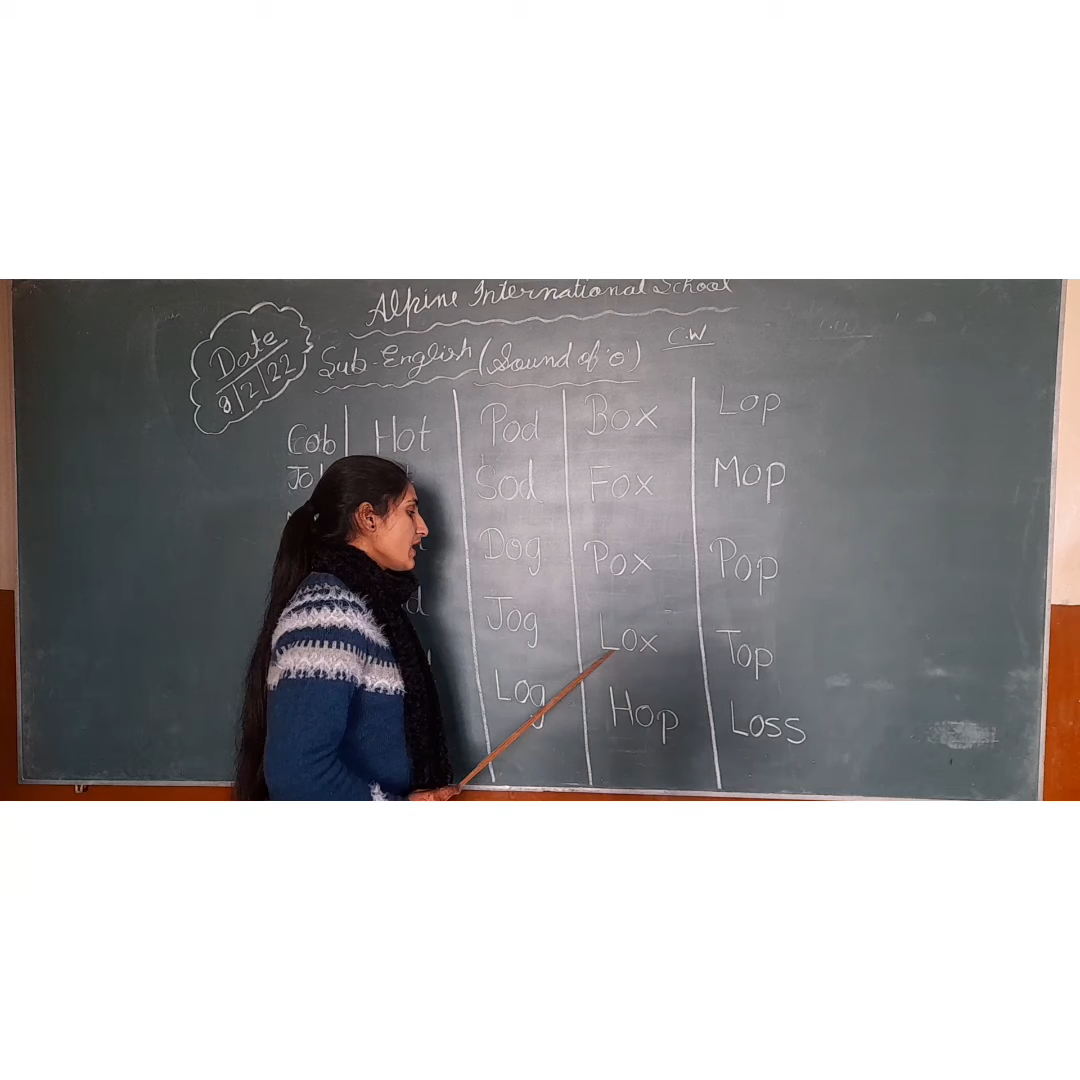 Alpine International School
Date
9/2/22
Sub-English (Sound of 'o') C.W
Cob Hot Pod Box Lop
Sod Fox Mop
Dog Pox Pop
Jog Lox Top
Log Hop Loss